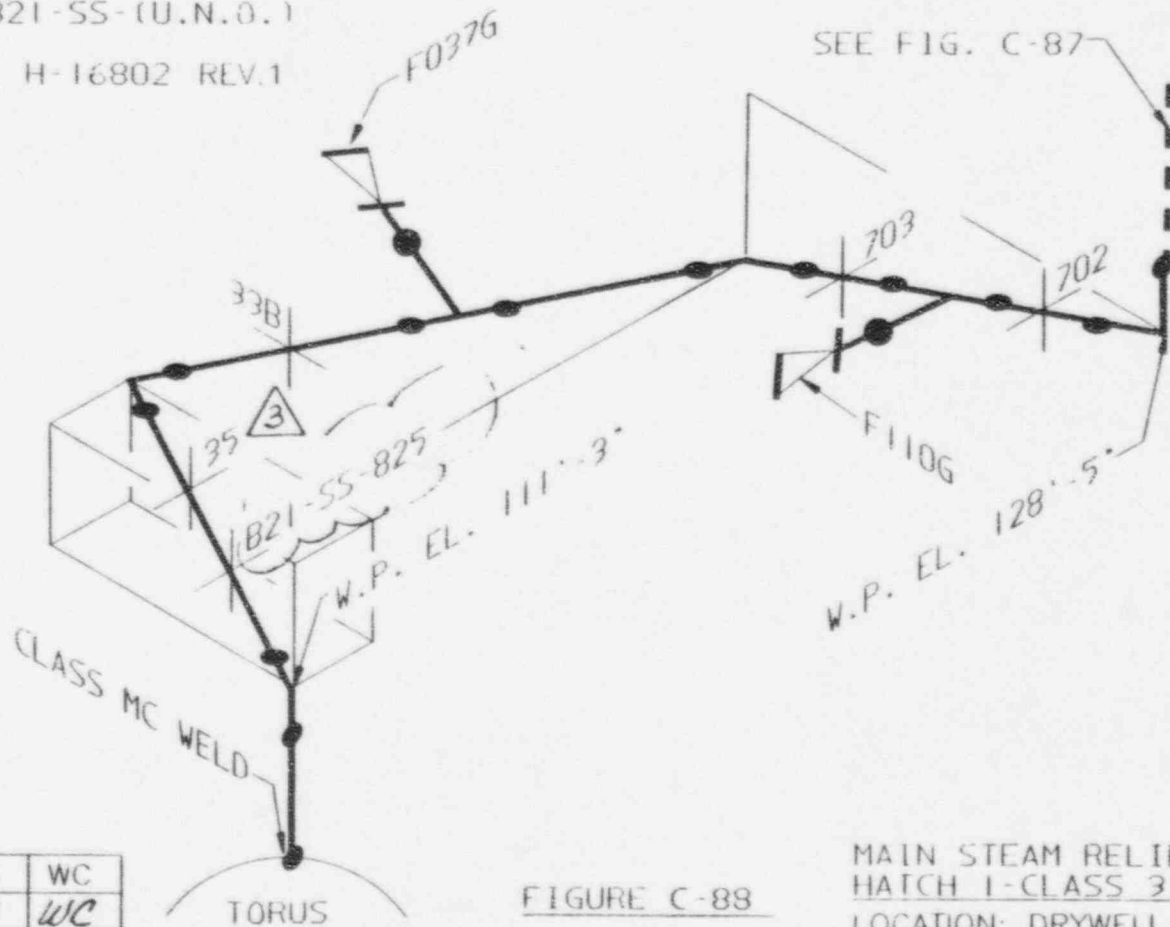 821-SS-(U.N.O.)
H-16802 REV.1
F037G
SEE FIG. C-87
703
702
33B
3
35
B21-SS-825
W.P. EL. 111'-3"
F110G
W.P. EL. 128'-5"
CLASS MC WELD
WC
WC
TORUS
FIGURE C-88
MAIN STEAM
HATCH 1-CLASS 3
LOCATION: DRYWELL